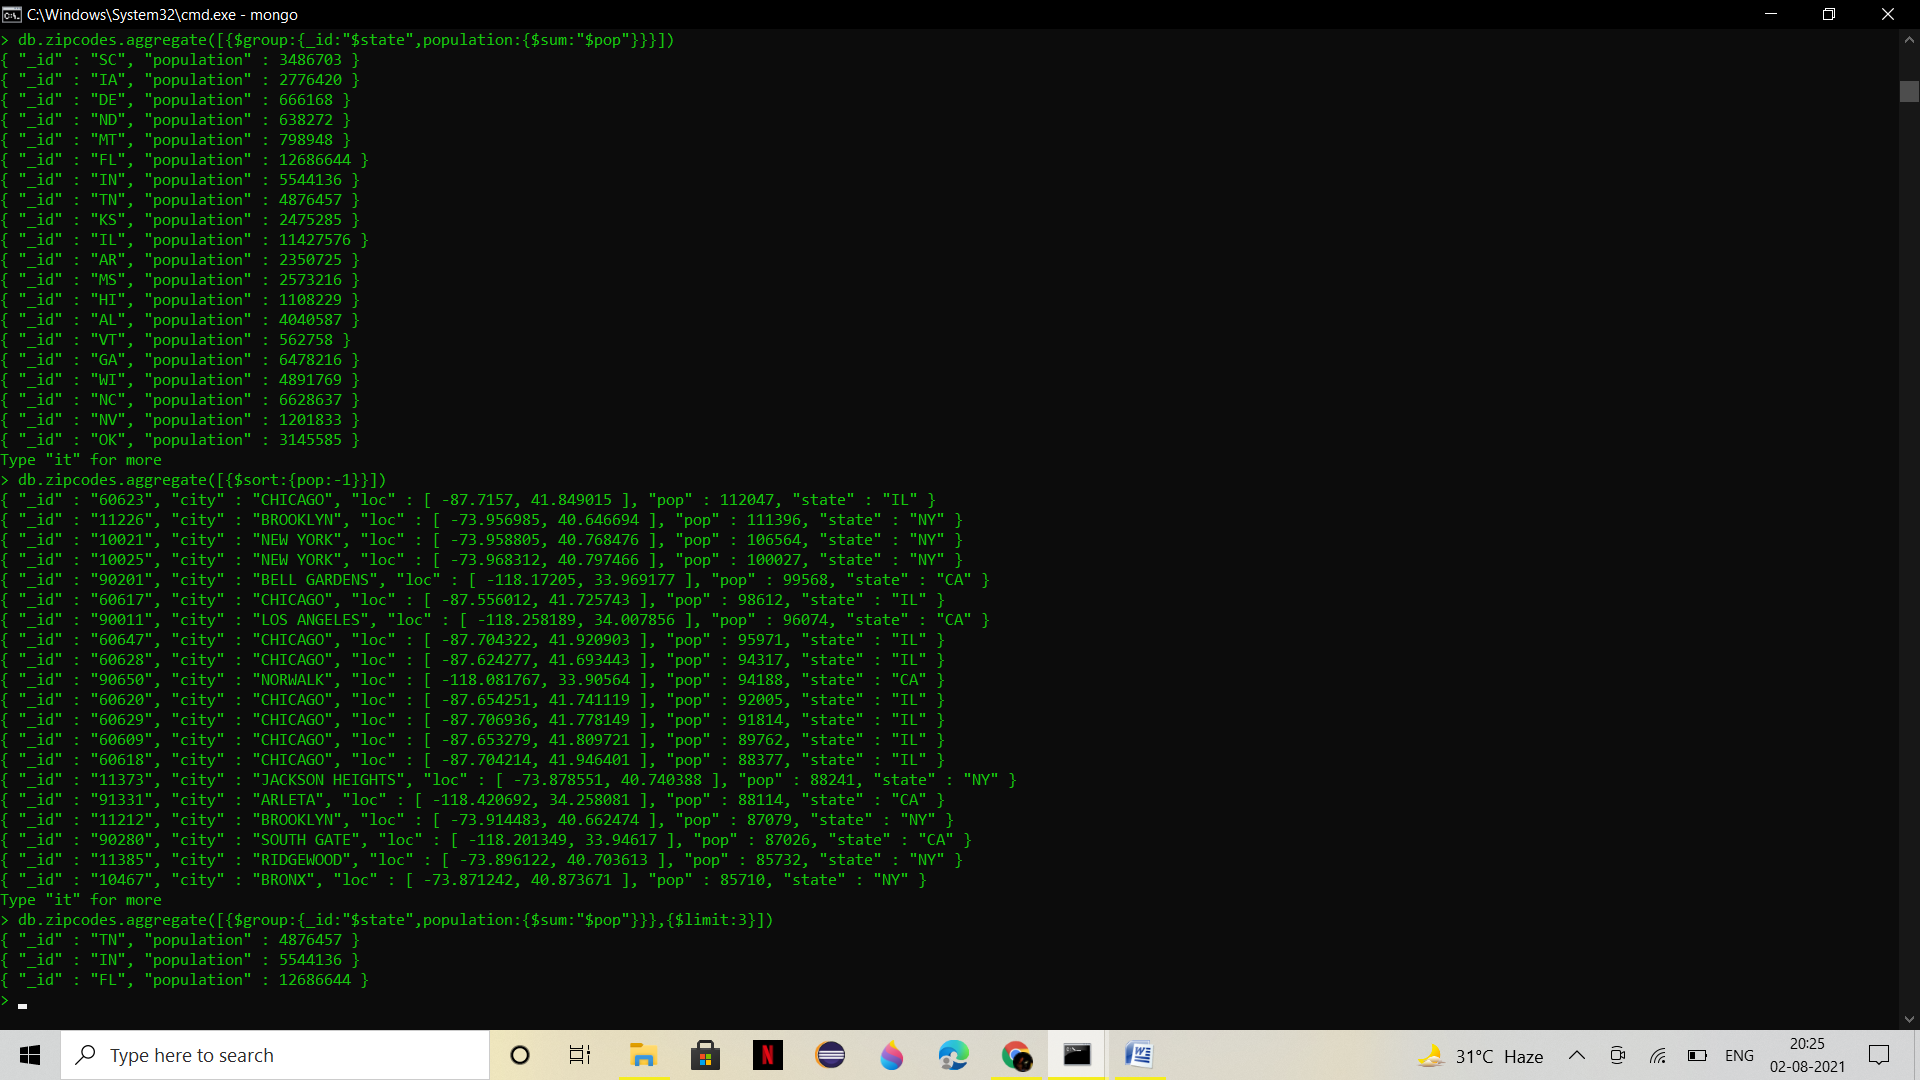 C:\Windows\System32\cmd.exe - mongo
> db.zipcodes.aggregate([{$group:{_id:"$state",population:{$sum:"$pop"}}}])
{ "_id" : "SC", "population" : 3486703 }
{ "_id" : "IA", "population" : 2776420 }
{ "_id" : "DE", "population" : 666168 }
{ "_id" : "ND", "population" : 638272 }
{ "_id" : "MT", "population" : 798948 }
{ "_id" : "FL", "population" : 12686644 }
{ "_id" : "IN", "population" : 5544136 }
{ "_id" : "TN", "population" : 4876457 }
{ "_id" : "KS", "population" : 2475285 }
{ "_id" : "IL", "population" : 11427576 }
{ "_id" : "AR", "population" : 2350725 }
{ "_id" : "MS", "population" : 2573216 }
{ "_id" : "HI", "population" : 1108229 }
{ "_id" : "AL", "population" : 4040587 }
{ "_id" : "VT", "population" : 562758 }
{ "_id" : "GA", "population" : 6478216 }
{ "_id" : "WI", "population" : 4891769 }
{ "_id" : "NC", "population" : 6628637 }
{ "_id" : "NV", "population" : 1201833 }
{ "_id" : "OK", "population" : 3145585 }
Type "it" for more
> db.zipcodes.aggregate([{$sort:{pop:-1}}])
{ "_id" : "60623", "city" : "CHICAGO", "loc" : [ -87.7157, 41.849015 ], "pop" : 112047, "state" : "IL" }
{ "_id" : "11226", "city" : "BROOKLYN", "loc" : [ -73.956985, 40.646694 ], "pop" : 111396, "state" : "NY" }
{ "_id" : "10021", "city" : "NEW YORK", "loc" : [ -73.958805, 40.768476 ], "pop" : 106564, "state" : "NY" }
{ "_id" : "10025", "city" : "NEW YORK", "loc" : [ -73.968312, 40.797466 ], "pop" : 100027, "state" : "NY" }
{ "_id" : "90201", "city" : "BELL GARDENS", "loc" : [ -118.17205, 33.969177 ], "pop" : 99568, "state" : "CA" }
{ "_id" : "60617", "city" : "CHICAGO", "loc" : [ -87.556012, 41.725743 ], "pop" : 98612, "state" : "IL" }
{ "_id" : "90011", "city" : "LOS ANGELES", "loc" : [ -118.258189, 34.007856 ], "pop" : 96074, "state" : "CA" }
{ "_id" : "60647", "city" : "CHICAGO", "loc" : [ -87.704322, 41.920903 ], "pop" : 95971, "state" : "IL" }
{ "_id" : "60628", "city" : "CHICAGO", "loc" : [ -87.624277, 41.693443 ], "pop" : 94317, "state" : "IL" }
{ "_id" : "90650", "city" : "NORWALK", "loc" : [ -118.081767, 33.90564 ], "pop" : 94188, "state" : "CA" }
{ "_id" : "60620", "city" : "CHICAGO", "loc" : [ -87.654251, 41.741119 ], "pop" : 92005, "state" : "IL" }
{ "_id" : "60629", "city" : "CHICAGO", "loc" : [ -87.706936, 41.778149 ], "pop" : 91814, "state" : "IL" }
{ "_id" : "60609", "city" : "CHICAGO", "loc" : [ -87.653279, 41.809721 ], "pop" : 89762, "state" : "IL" }
{ "_id" : "60618", "city" : "CHICAGO", "loc" : [ -87.704214, 41.946401 ], "pop" : 88377, "state" : "IL" }
{ "_id" : "11373", "city" : "JACKSON HEIGHTS", "loc" : [ -73.878551, 40.740388 ], "pop" : 88241, "state" : "NY" }
{ "_id" : "91331", "city" : "ARLETA", "loc" : [ -118.420692, 34.258081 ], "pop" : 88114, "state" : "CA" }
{ "_id" : "11212", "city" : "BROOKLYN", "loc" : [ -73.914483, 40.662474 ], "pop" : 87079, "state" : "NY" }
{ "_id" : "90280", "city" : "SOUTH GATE", "loc" : [ -118.201349, 33.94617 ], "pop" : 87026, "state" : "CA" }
{ "_id" : "11385", "city" : "RIDGEWOOD", "loc" : [ -73.896122, 40.703613 ], "pop" : 85732, "state" : "NY" }
{ "_id" : "10467", "city" : "BRONX", "loc" : [ -73.871242, 40.873671 ], "pop" : 85710, "state" : "NY" }
Type "it" for more
> db.zipcodes.aggregate([{$group:{_id:"$state",population:{$sum:"$pop"}}},{$limit:3}])
{ "_id" : "TN", "population" : 4876457 }
{ "_id" : "IN", "population" : 5544136 }
{ "_id" : "FL", "population" : 12686644 }
>
Type here to search
31°C Haze
ENG
20:25
02-08-2021